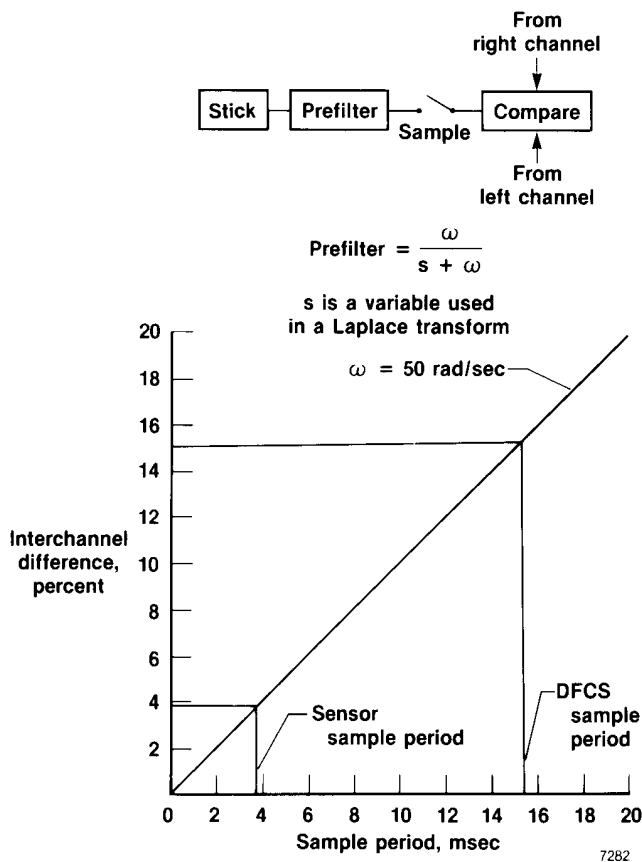 From
right channel
Stick
Prefilter
Sample
Compare
From
left channel
Prefilter = ω / (s + ω)
s is a variable used
in a Laplace transform
ω = 50 rad/sec
20
18
16
14
12
10
8
6
4
2
Interchannel
difference,
percent
Sensor
sample period
DFCS
sample
period
0 2 4 6 8 10 12 14 16 18 20
Sample period, msec
7282